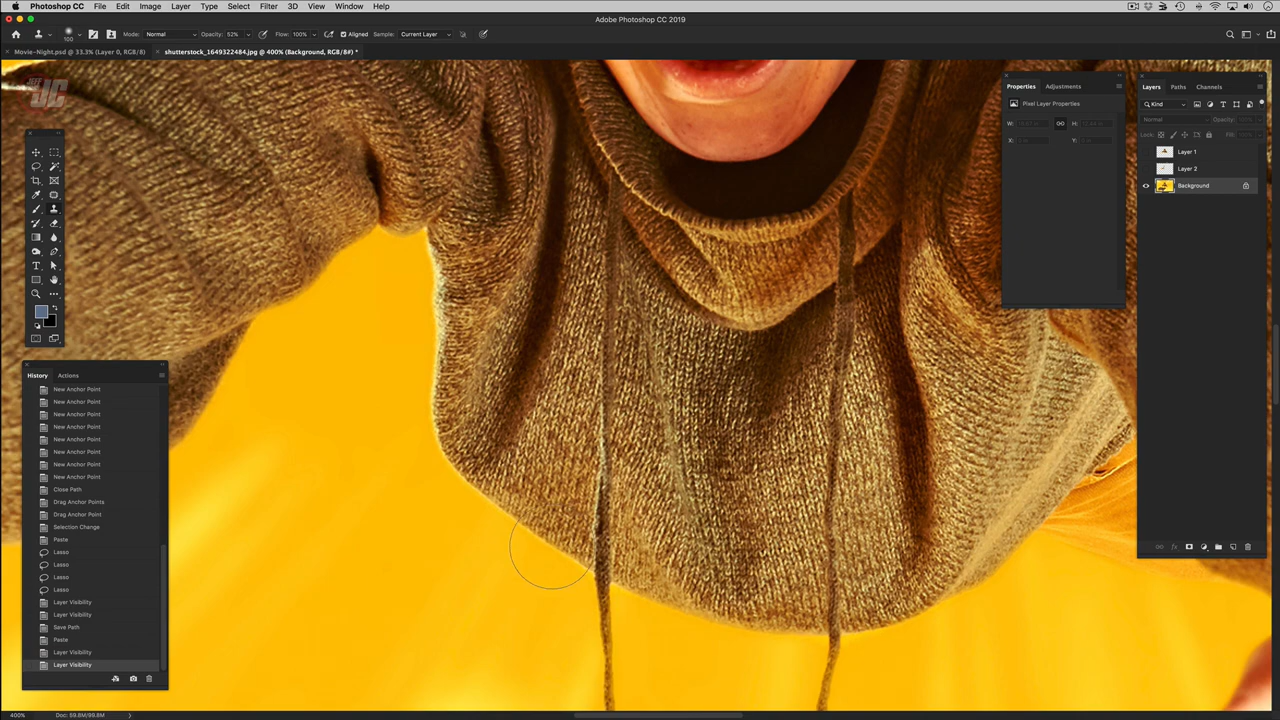 Photoshop CC File Edit Image Layer Type Select Filter 3D View Window Help
Adobe Photoshop CC 2019
100 Mode: Normal Opacity: 52% Flow: 100% Aligned Sample: Current Layer
Movie-Night.psd @ 33.3% (Layer 0, RGB/8) shutterstock_1649322484.jpg @ 400% (Background, RGB/8#) *
JC
Properties Adjustments
Pixel Layer Properties
W: H:
X: Y:
Layers Paths Channels
Kind
Normal Opacity:
Lock: Fill:
Layer 1
Layer 2
Background
History Actions
New Anchor Point
New Anchor Point
New Anchor Point
New Anchor Point
New Anchor Point
New Anchor Point
New Anchor Point
New Anchor Point
Close Path
Drag Anchor Points
Drag Anchor Point
Selection Change
Paste
Lasso
Lasso
Lasso
Lasso
Layer Visibility
Layer Visibility
Save Path
Paste
Layer Visibility
Layer Visibility
400% Doc: 59.8M/99.8M